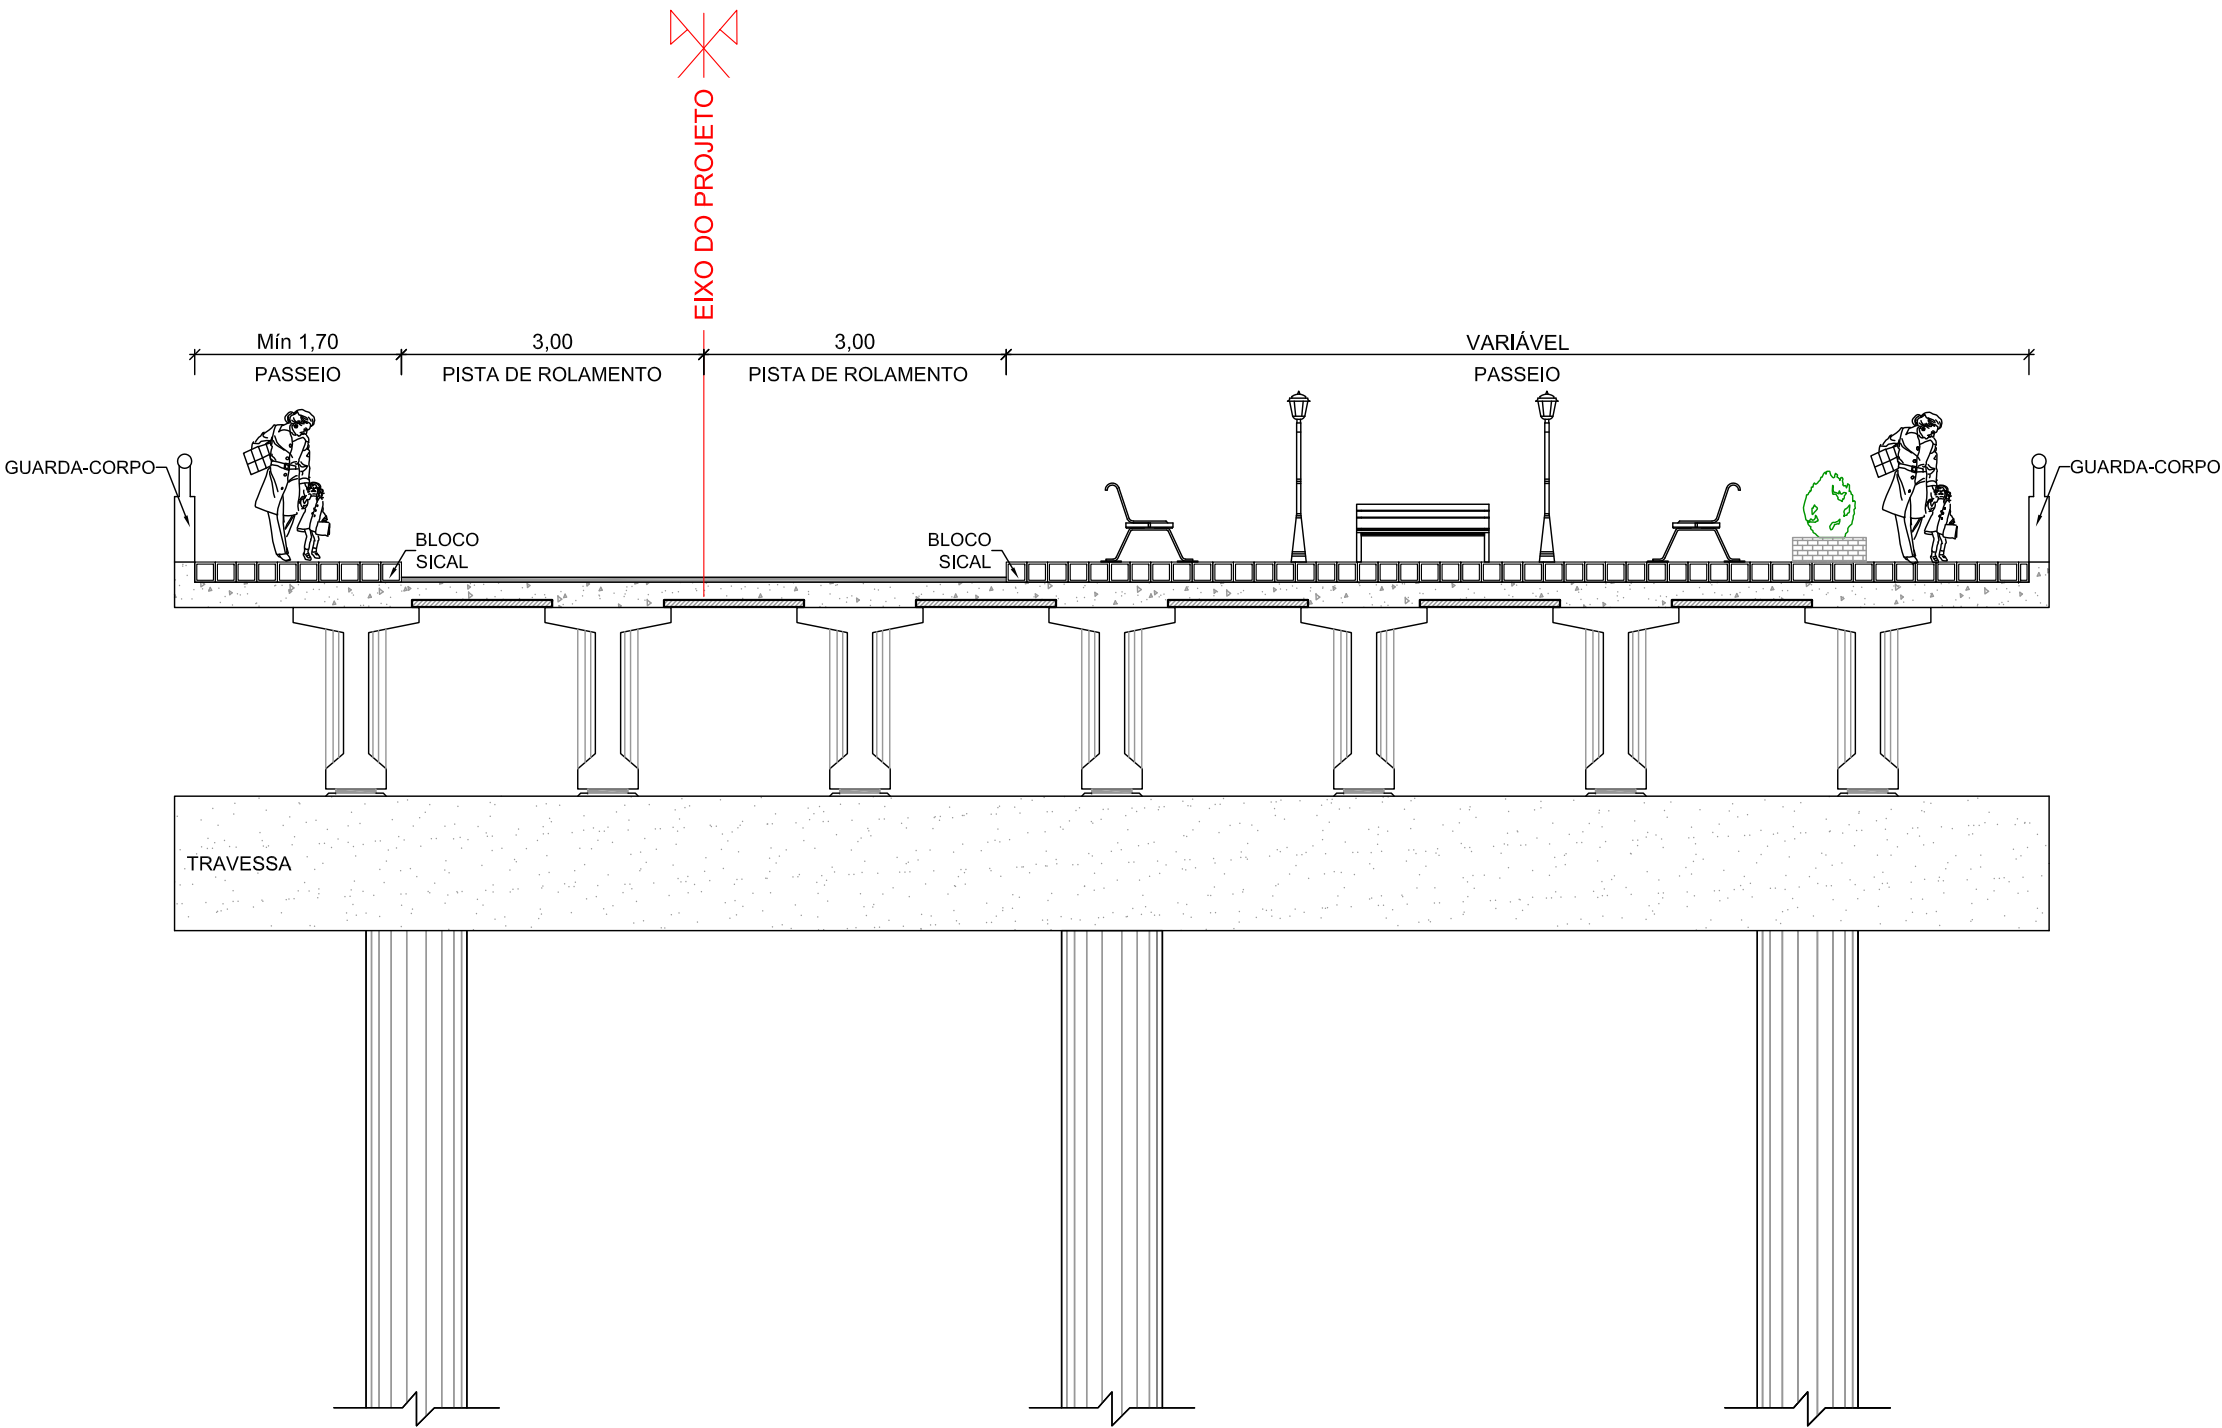 EIXO DO PROJETO
Mín 1,70
3,00
3,00
VARIÁVEL
PASSEIO
PISTA DE ROLAMENTO
PISTA DE ROLAMENTO
PASSEIO
GUARDA-CORPO
GUARDA-CORPO
BLOCO
SICAL
BLOCO
SICAL
TRAVESSA